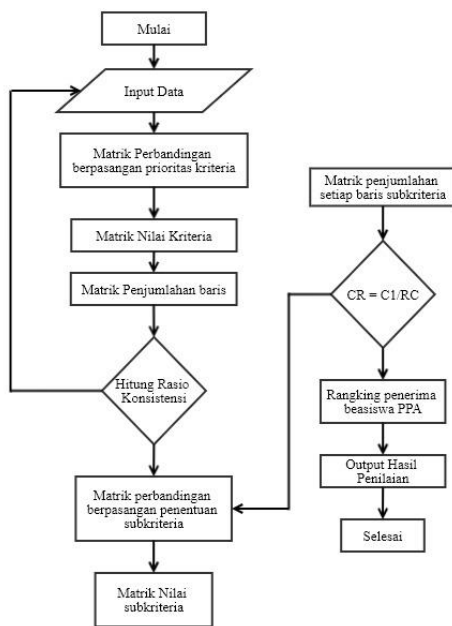 Mulai
Input Data
Matrik Perbandingan
berpasangan prioritas kriteria
Matrik Nilai Kriteria
Matrik Penjumlahan baris
Hitung Rasio
Konsistensi
Matrik perbandingan
berpasangan penentuan
subkriteria
Matrik Nilai
subkriteria
Matrik penjumlahan
setiap baris subkriteria
CR = C1/RC
Rangking penerima
beasiswa PPA
Output Hasil
Penilaian
Selesai